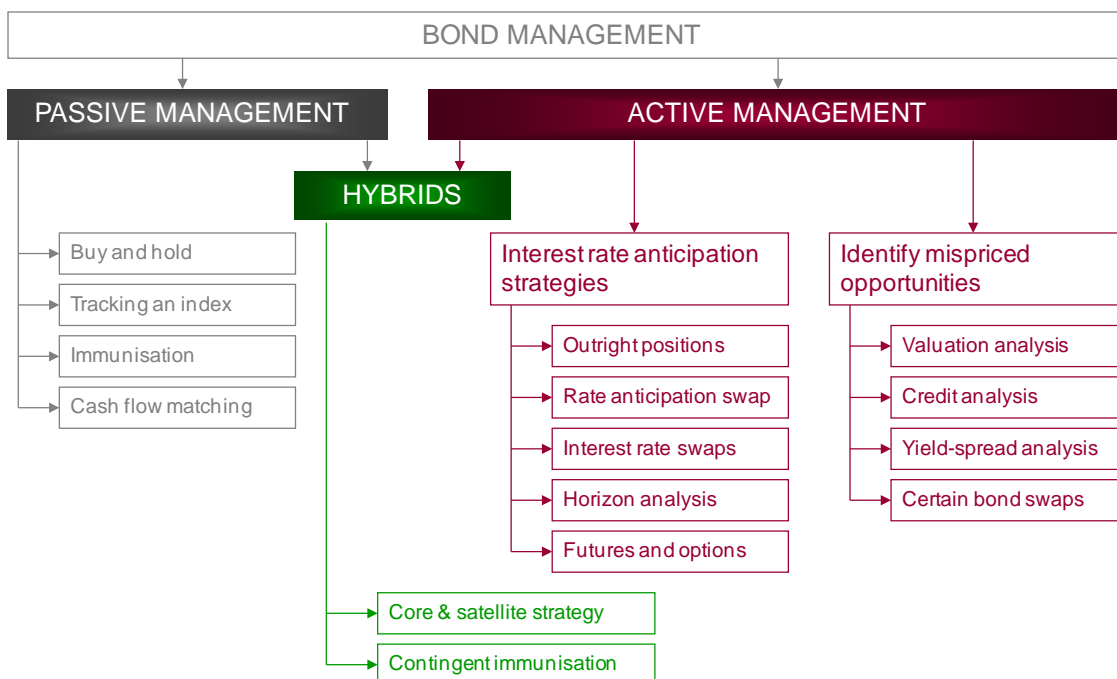 BOND MANAGEMENT
PASSIVE MANAGEMENT
ACTIVE MANAGEMENT
HYBRIDS
Buy and hold
Tracking an index
Immunisation
Cash flow matching
Interest rate anticipation
strategies
Outright positions
Rate anticipation swap
Interest rate swaps
Horizon analysis
Futures and options
Identify mispriced
opportunities
Valuation analysis
Credit analysis
Yield-spread analysis
Certain bond swaps
Core & satellite strategy
Contingent immunisation